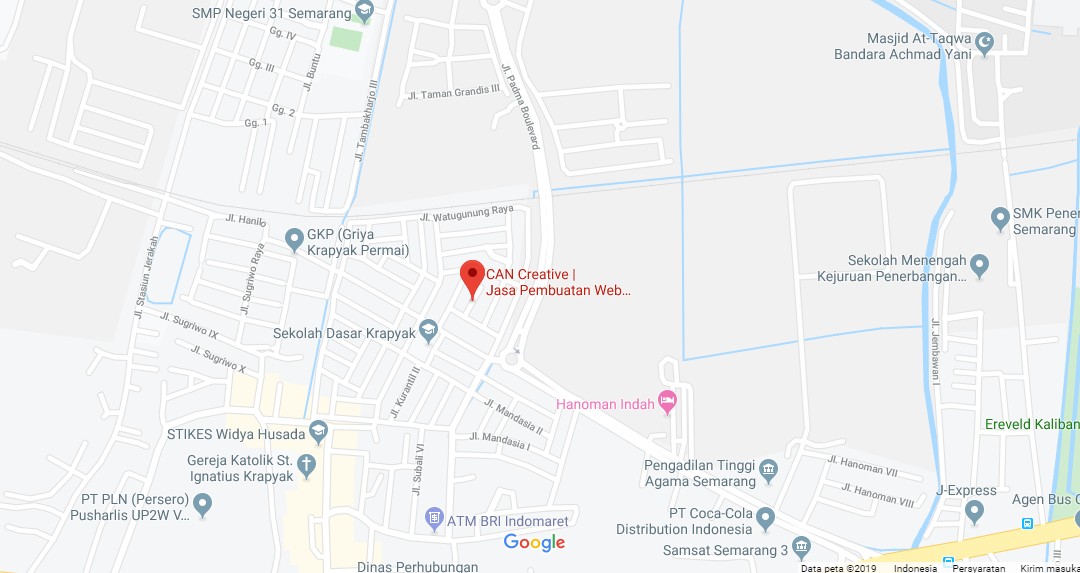 SMP Negeri 31 Semarang
Gg. IV
Jl. Buntu
Gg. III
Gg. 2
Gg. 1
Jl. Tambakharjo III
Jl. Taman Grandis III
Jl. Padma Boulevard
Masjid At-Taqwa
Bandara Achmad Yani
Jl. Hanilo
Jl. Watugunung Raya
GKP (Griya
Krapyak Permai)
SMK Pener
Semarang
Jl. Stasiun Jerakah
Jl. Sugriwo Raya
CAN Creative |
Jasa Pembuatan Web...
Sekolah Menengah
Kejuruan Penerbangan...
Jl. Sugriwo IX
Sekolah Dasar Krapyak
Jl. Sugriwo X
Jl. Jembawan I
Jl. Kurantil II
Jl. Mandasia II
Hanoman Indah
Ereveld Kaliban
STIKES Widya Husada
Jl. Mandasia I
Jl. Subali VI
Gereja Katolik St.
Ignatius Krapyak
Pengadilan Tinggi
Agama Semarang
Jl. Hanoman VII
Jl. Hanoman VIII
PT PLN (Persero)
Pusharlis UP2W V...
J-Express
Agen Bus
ATM BRI Indomaret
PT Coca-Cola
Distribution Indonesia
Google
Samsat Semarang 3
Dinas Perhubungan
Data peta ©2019 Indonesia Persyaratan Kirim masuka